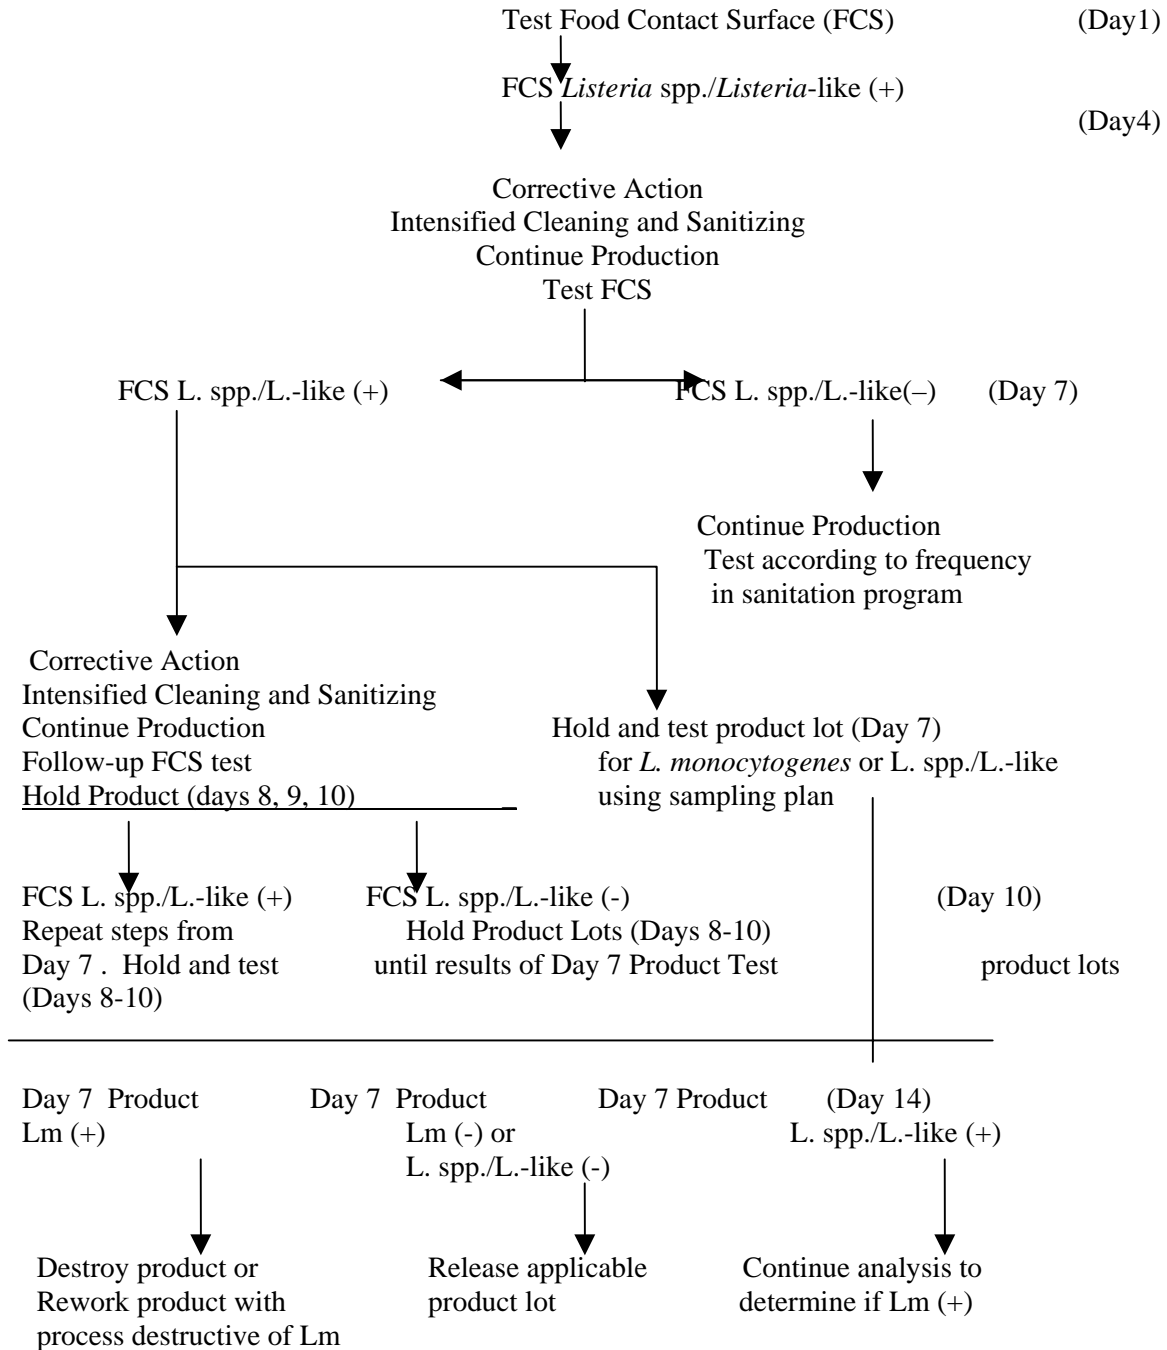 Test Food Contact Surface (FCS) (Day1)
FCS Listeria spp./Listeria-like (+)
(Day4)
Corrective Action
Intensified Cleaning and Sanitizing
Continue Production
Test FCS
FCS L. spp./L.-like (+) FCS L. spp./L.-like(–) (Day 7)
Continue Production
Test according to frequency
in sanitation program
Corrective Action
Intensified Cleaning and Sanitizing
Continue Production
Follow-up FCS test
Hold Product (days 8, 9, 10)
Hold and test product lot (Day 7)
for L. monocytogenes or L. spp./L.-like
using sampling plan
FCS L. spp./L.-like (+)
Repeat steps from
Day 7 . Hold and test
(Days 8-10)
FCS L. spp./L.-like (-)
Hold Product Lots (Days 8-10)
until results of Day 7 Product Test
(Day 10)
product lots
Day 7 Product
Lm (+)
Day 7 Product
Lm (-) or
L. spp./L.-like (-)
Day 7 Product (Day 14)
L. spp./L.-like (+)
Destroy product or
Rework product with
process destructive of Lm
Release applicable
product lot
Continue analysis to
determine if Lm (+)